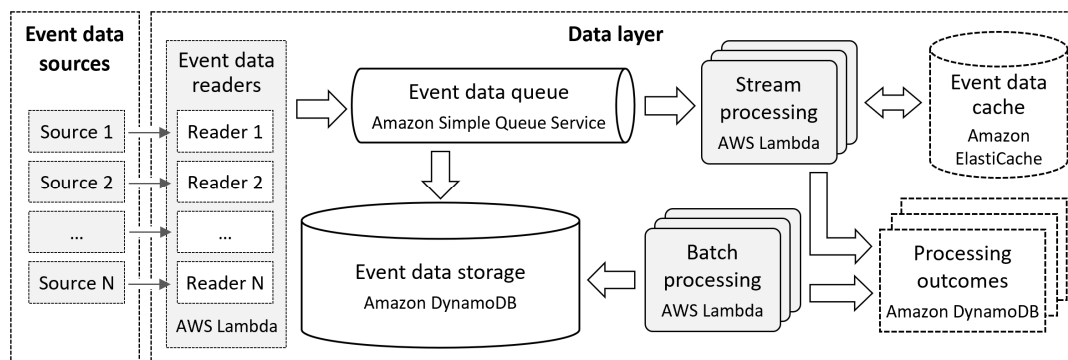 Event data
sources
Source 1
Source 2
...
Source N
Data layer
Event data
readers
Reader 1
Reader 2
...
Reader N
AWS Lambda
Event data queue
Amazon Simple Queue Service
Stream
processing
AWS Lambda
Event data
cache
Amazon
ElastiCache
Event data storage
Amazon DynamoDB
Batch
processing
AWS Lambda
Processing
outcomes
Amazon DynamoDB